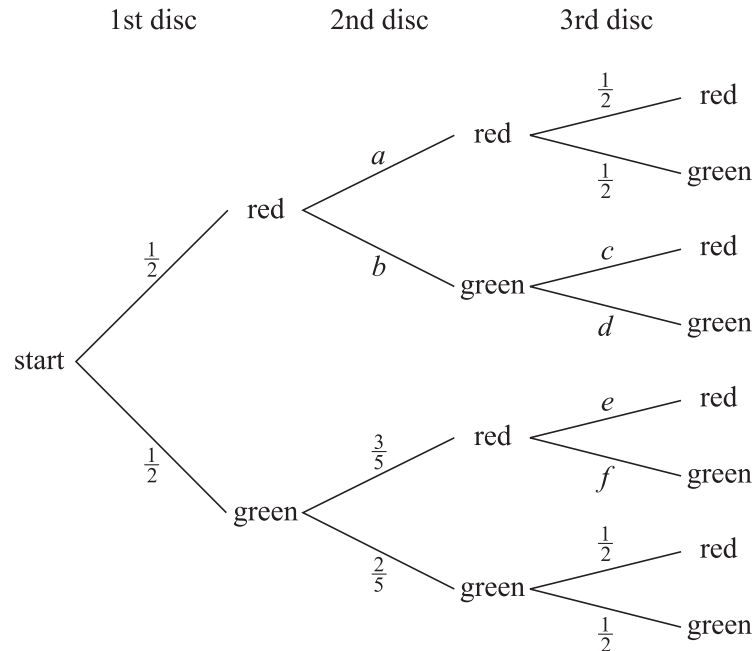 1st disc 2nd disc 3rd disc
1/2 red
red
a 1/2 green
1/2 red
b c red
green
d green
start
e red
3/5 red
1/2 f green
green
1/2 red
2/5 green
1/2 green